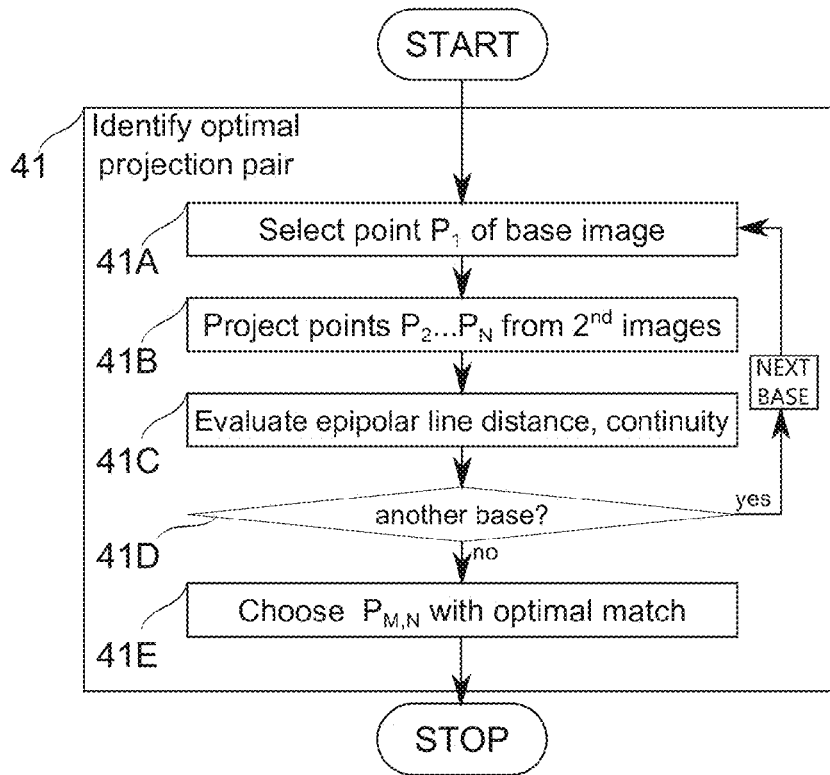 START
41
Identify optimal
projection pair
41A
Select point P₁ of base image
41B
Project points P₂...P_N from 2ⁿᵈ images
NEXT
BASE
41C
Evaluate epipolar line distance, continuity
41D
another base?
yes
no
41E
Choose P_M,N with optimal match
STOP